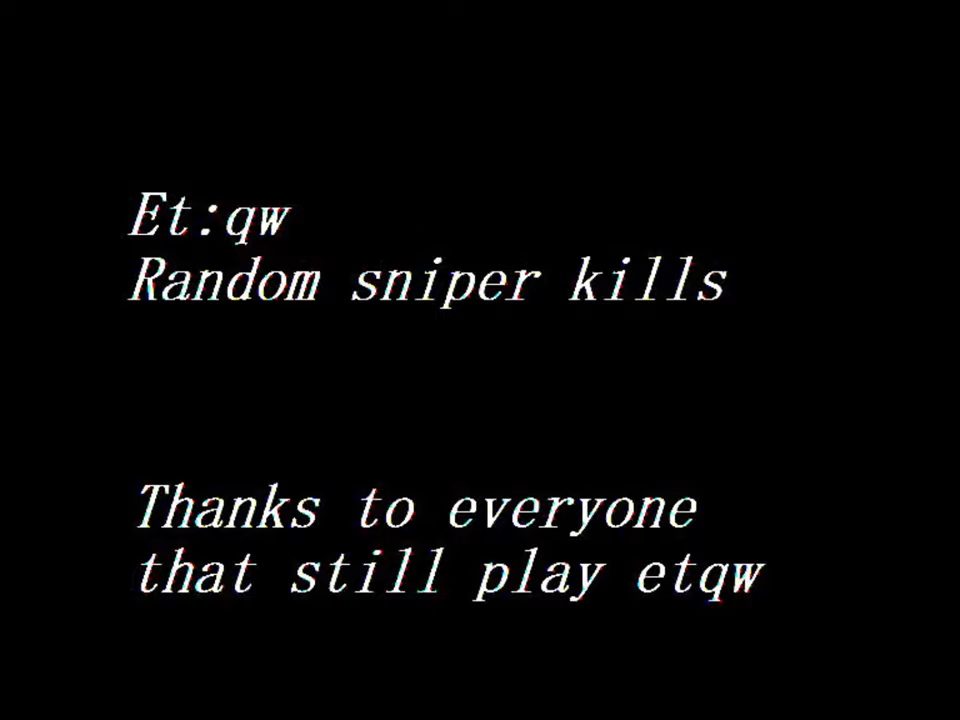 Et:qw
Random sniper kills
Thanks to everyone
that still play etqw